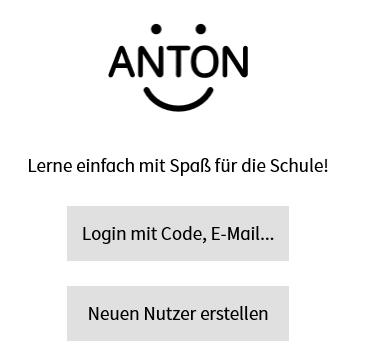 ANTON
Lerne einfach mit Spaß für die Schule!
Login mit Code, E-Mail...
Neuen Nutzer erstellen